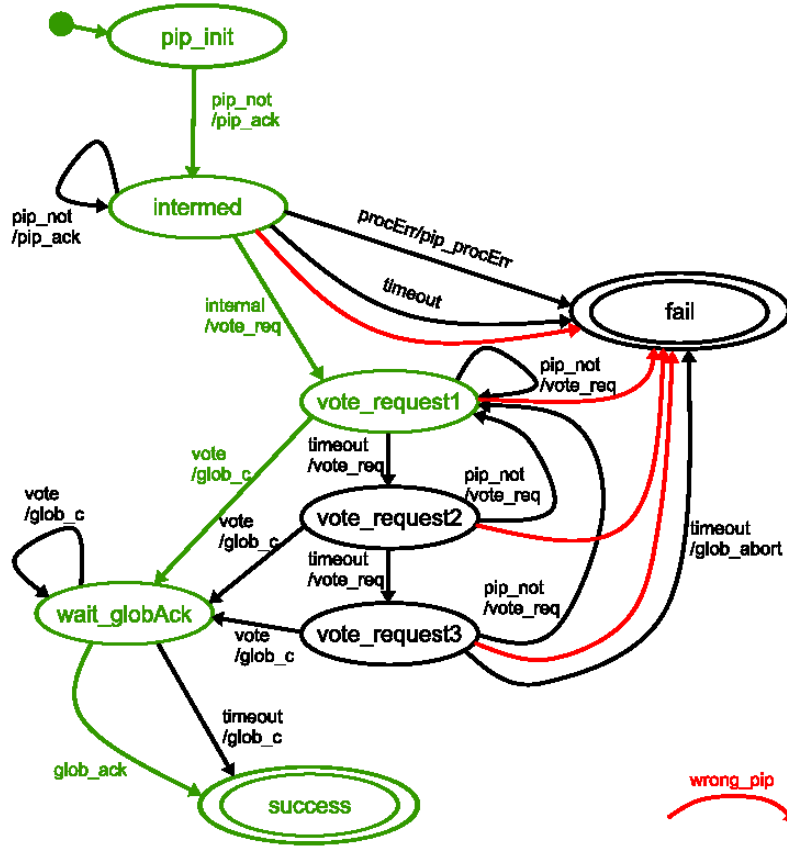 pip_init
pip_not
/pip_ack
intermed
pip_not
/pip_ack
procErr/pip_procErr
timeout
internal
/vote_req
fail
pip_not
/vote_req
vote_request1
vote
/glob_c
timeout
/vote_req
pip_not
/vote_req
vote
/glob_c
vote
/glob_c
vote_request2
timeout
/glob_abort
timeout
/vote_req
pip_not
/vote_req
wait_globAck
vote
/glob_c
vote_request3
timeout
/glob_c
glob_ack
success
wrong_pip